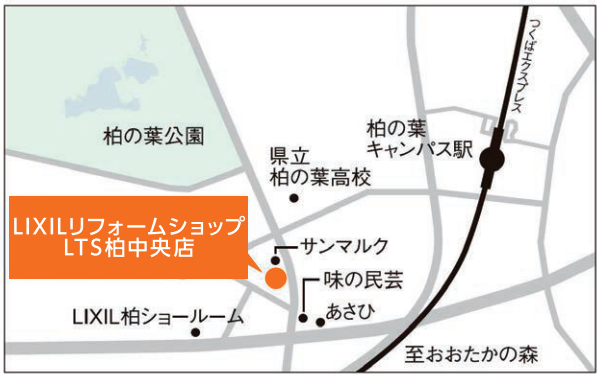 つくばエクスプレス
柏の葉公園
柏の葉
キャンパス駅
県立
柏の葉高校
LIXILリフォームショップ
LTS柏中央店
サンマルク
味の民芸
あさひ
LIXIL柏ショールーム
至おおたかの森